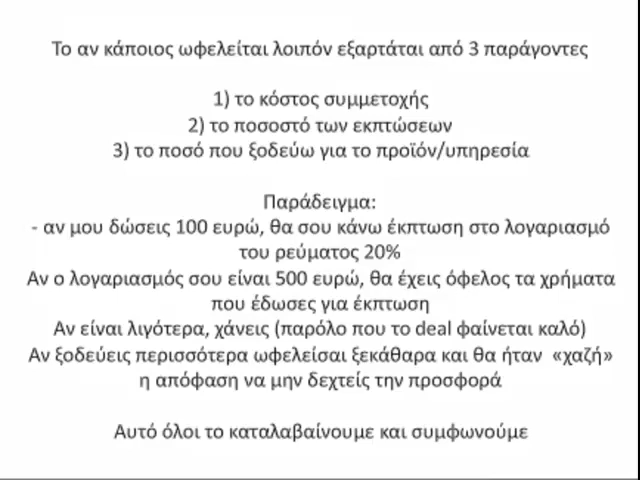 Το αν κάποιος ωφελείται λοιπόν εξαρτάται από 3 παράγοντες
1) το κόστος συμμετοχής
2) το ποσοστό των εκπτώσεων
3) το ποσό που ξοδεύω για το προϊόν/υπηρεσία
Παράδειγμα:
- αν μου δώσεις 100 ευρώ, θα σου κάνω έκπτωση στο λογαριασμό
του ρεύματος 20%
Αν ο λογαριασμός σου είναι 500 ευρώ, θα έχεις όφελος τα χρήματα
που έδωσες για έκπτωση
Αν είναι λιγότερα, χάνεις (παρόλο που το deal φαίνεται καλό)
Αν ξοδεύεις περισσότερα ωφελείσαι ξεκάθαρα και θα ήταν «χαζή»
η απόφαση να μην δεχτείς την προσφορά
Αυτό όλοι το καταλαβαίνουμε και συμφωνούμε